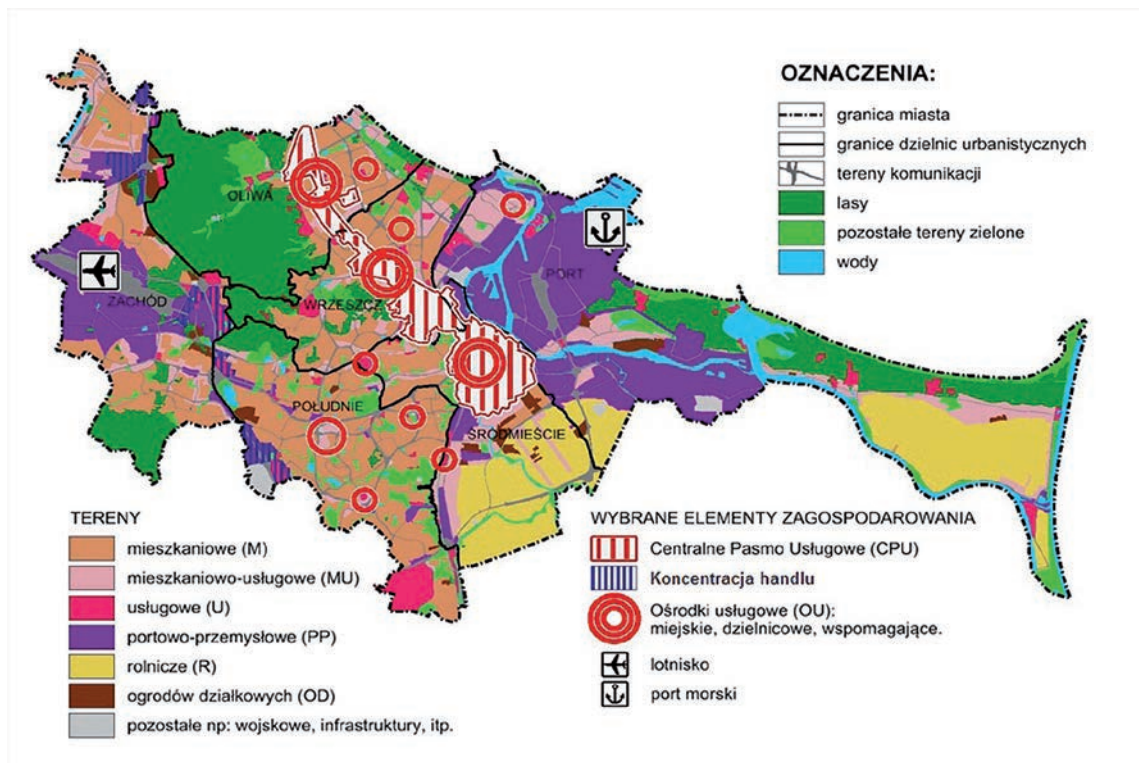 OZNACZENIA:
granica miasta
granice dzielnic urbanistycznych
tereny komunikacji
lasy
pozostałe tereny zielone
wody
OLIWA
PORT
ZACHÓD
WRZESZCZ
POŁUDNIE
ŚRÓDMIEŚCIE
TERENY
mieszkaniowe (M)
mieszkaniowo-usługowe (MU)
usługowe (U)
portowo-przemysłowe (PP)
rolnicze (R)
ogrodów działkowych (OD)
pozostałe np: wojskowe, infrastruktury, itp.
WYBRANE ELEMENTY ZAGOSPODAROWANIA
Centralne Pasmo Usługowe (CPU)
Koncentracja handlu
Ośrodki usługowe (OU):
miejskie, dzielnicowe, wspomagające.
lotnisko
port morski